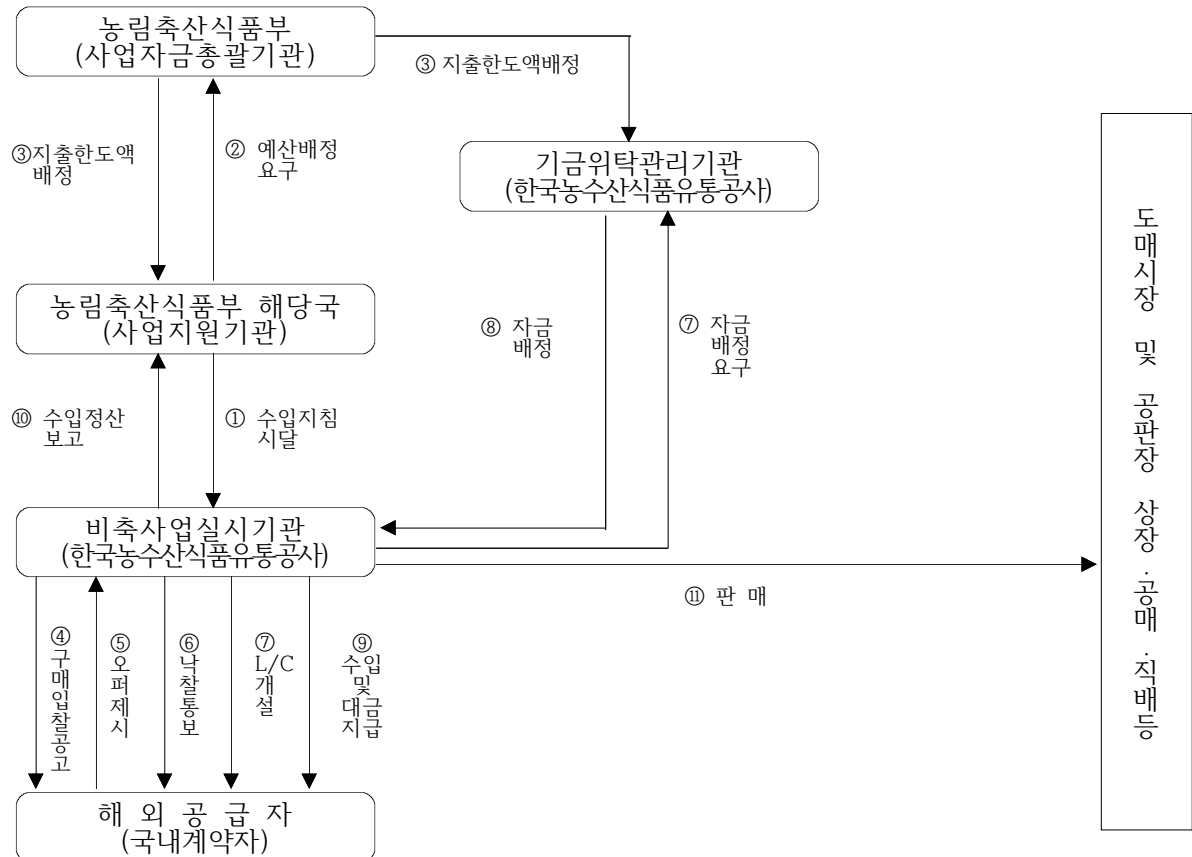 농림축산식품부
(사업자금총괄기관)
③ 지출한도액배정
③지출한도액
배정
② 예산배정
요구
기금위탁관리기관
(한국농수산식품유통공사)
농림축산식품부 해당국
(사업지원기관)
⑧ 자금
배정
⑦ 자금
배정
요구
⑩ 수입정산
보고
① 수입지침
시달
비축사업실시기관
(한국농수산식품유통공사)
⑪ 판 매
④구매입찰공고
⑤오퍼제시
⑥낙찰통보
⑦
L/C
개설
⑨
수입
및
대금
지급
해 외 공 급 자
(국내계약자)
도매시장 및 공판장 상장·공매·직배등